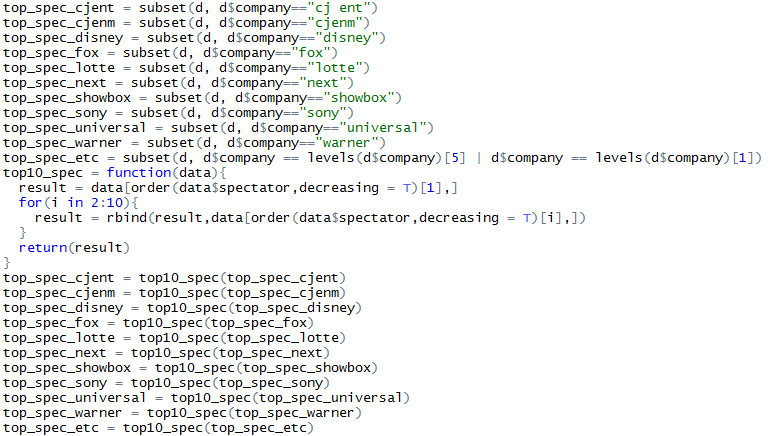 top_spec_cjent = subset(d, d$company=="cj ent")
top_spec_cjenm = subset(d, d$company=="cjenm")
top_spec_disney = subset(d, d$company=="disney")
top_spec_fox = subset(d, d$company=="fox")
top_spec_lotte = subset(d, d$company=="lotte")
top_spec_next = subset(d, d$company=="next")
top_spec_showbox = subset(d, d$company=="showbox")
top_spec_sony = subset(d, d$company=="sony")
top_spec_universal = subset(d, d$company=="universal")
top_spec_warner = subset(d, d$company=="warner")
top_spec_etc = subset(d, d$company == levels(d$company)[5] | d$company == levels(d$company)[1])
top10_spec = function(data){
  result = data[order(data$spectator,decreasing = T)[1],]
  for(i in 2:10){
    result = rbind(result,data[order(data$spectator,decreasing = T)[i],])
  }
  return(result)
}
top_spec_cjent = top10_spec(top_spec_cjent)
top_spec_cjenm = top10_spec(top_spec_cjenm)
top_spec_disney = top10_spec(top_spec_disney)
top_spec_fox = top10_spec(top_spec_fox)
top_spec_lotte = top10_spec(top_spec_lotte)
top_spec_next = top10_spec(top_spec_next)
top_spec_showbox = top10_spec(top_spec_showbox)
top_spec_sony = top10_spec(top_spec_sony)
top_spec_universal = top10_spec(top_spec_universal)
top_spec_warner = top10_spec(top_spec_warner)
top_spec_etc = top10_spec(top_spec_etc)